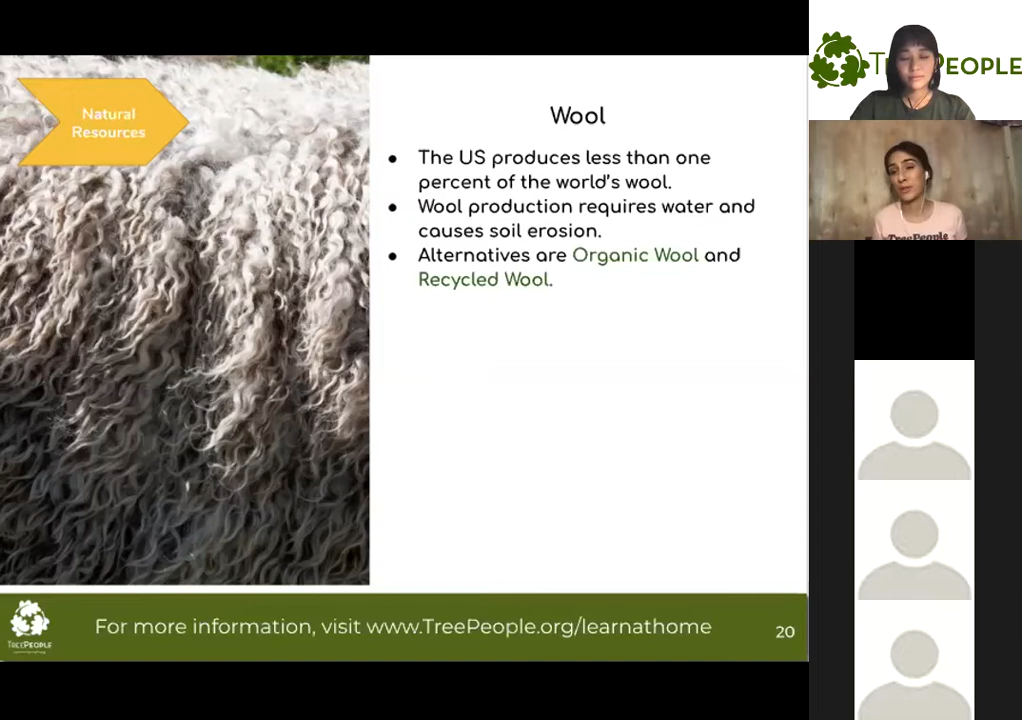 Natural
Resources
Wool
● The US produces less than one
percent of the world's wool.
● Wool production requires water and
causes soil erosion.
● Alternatives are Organic Wool and
Recycled Wool.
TREEPEOPLE
For more information, visit www.TreePeople.org/learnathome
20
PEOPLE
TreePeople